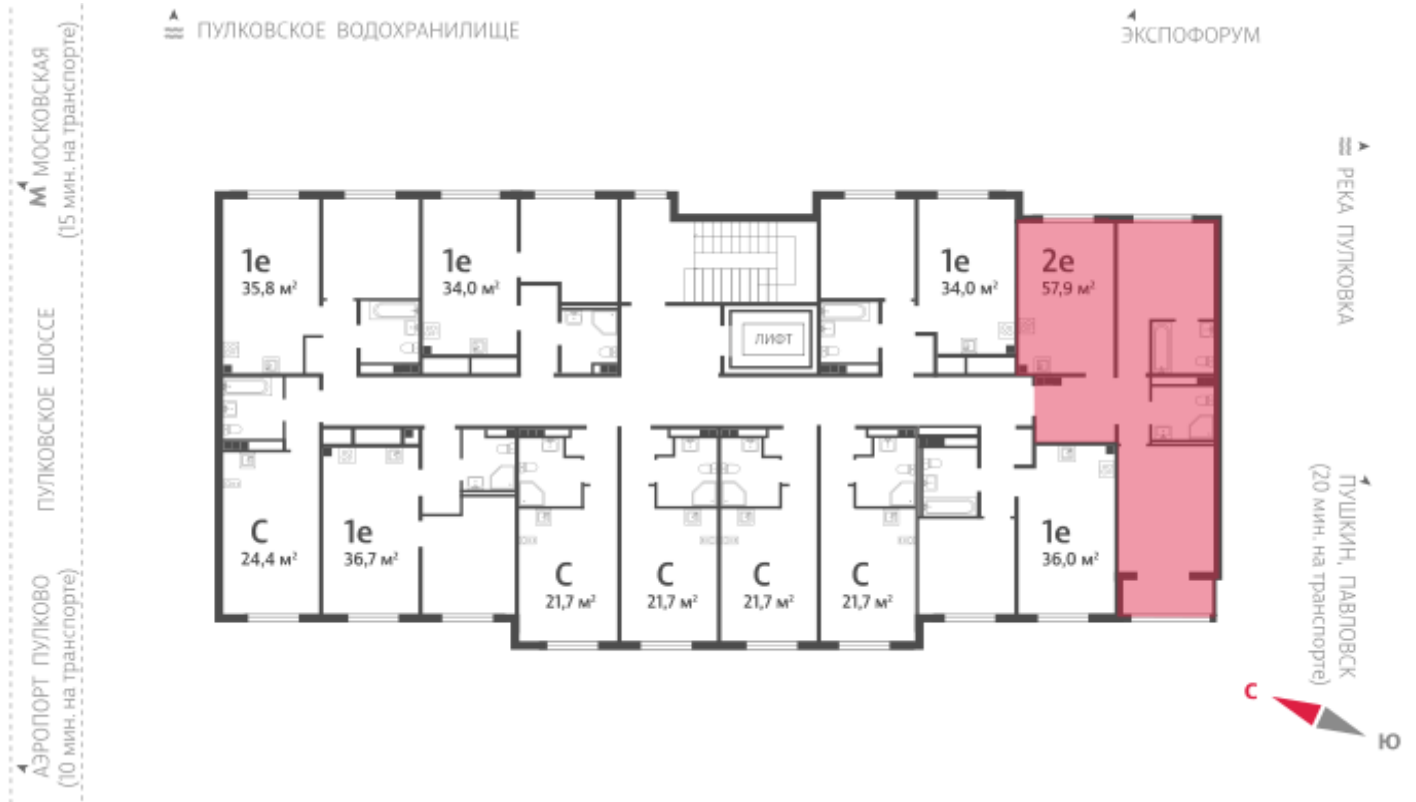 ПУЛКОВСКОЕ ВОДОХРАНИЛИЩЕ
ЭКСПОФОРУМ
М МОСКОВСКАЯ
(15 мин. на транспорте)
ПУЛКОВСКОЕ ШОССЕ
АЭРОПОРТ ПУЛКОВО
(10 мин. на транспорте)
1е
35,8 м²
1е
34,0 м²
ЛИФТ
1е
34,0 м²
2е
57,9 м²
С
24,4 м²
1е
36,7 м²
С
21,7 м²
С
21,7 м²
С
21,7 м²
С
21,7 м²
1е
36,0 м²
РЕКА ПУЛКОВКА
ПУШКИН, ПАВЛОВСК
(20 мин. на транспорте)
С
Ю